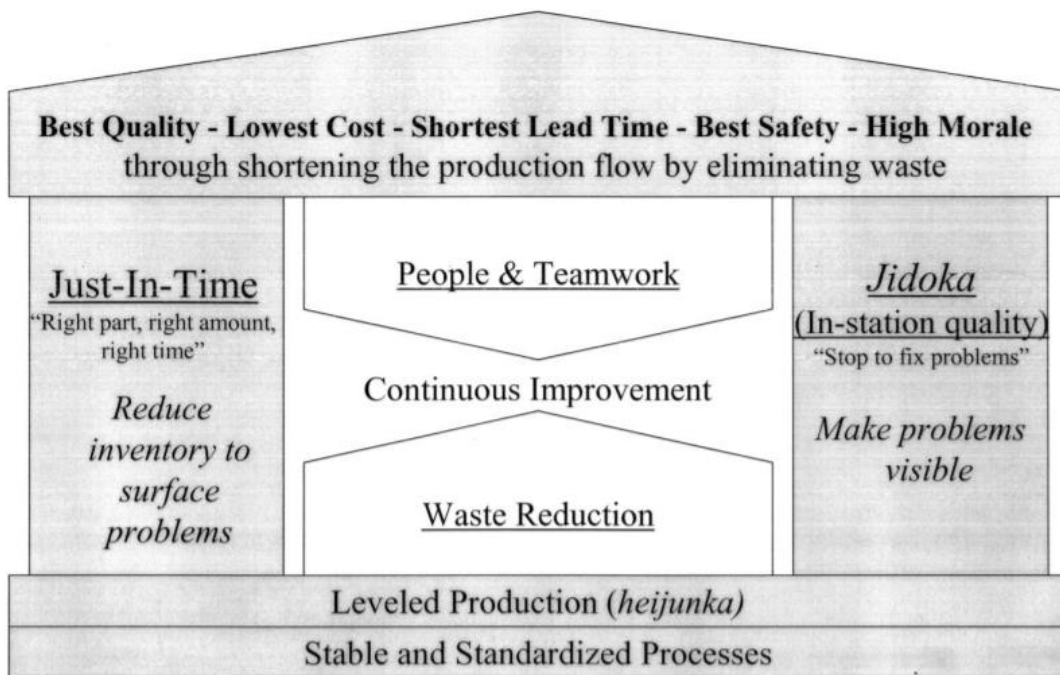 Best Quality - Lowest Cost - Shortest Lead Time - Best Safety - High Morale
through shortening the production flow by eliminating waste
Just-In-Time
“Right part, right amount,
right time”
Reduce
inventory to
surface
problems
People & Teamwork
Continuous Improvement
Waste Reduction
Jidoka
(In-station quality)
“Stop to fix problems”
Make problems
visible
Leveled Production (heijunka)
Stable and Standardized Processes